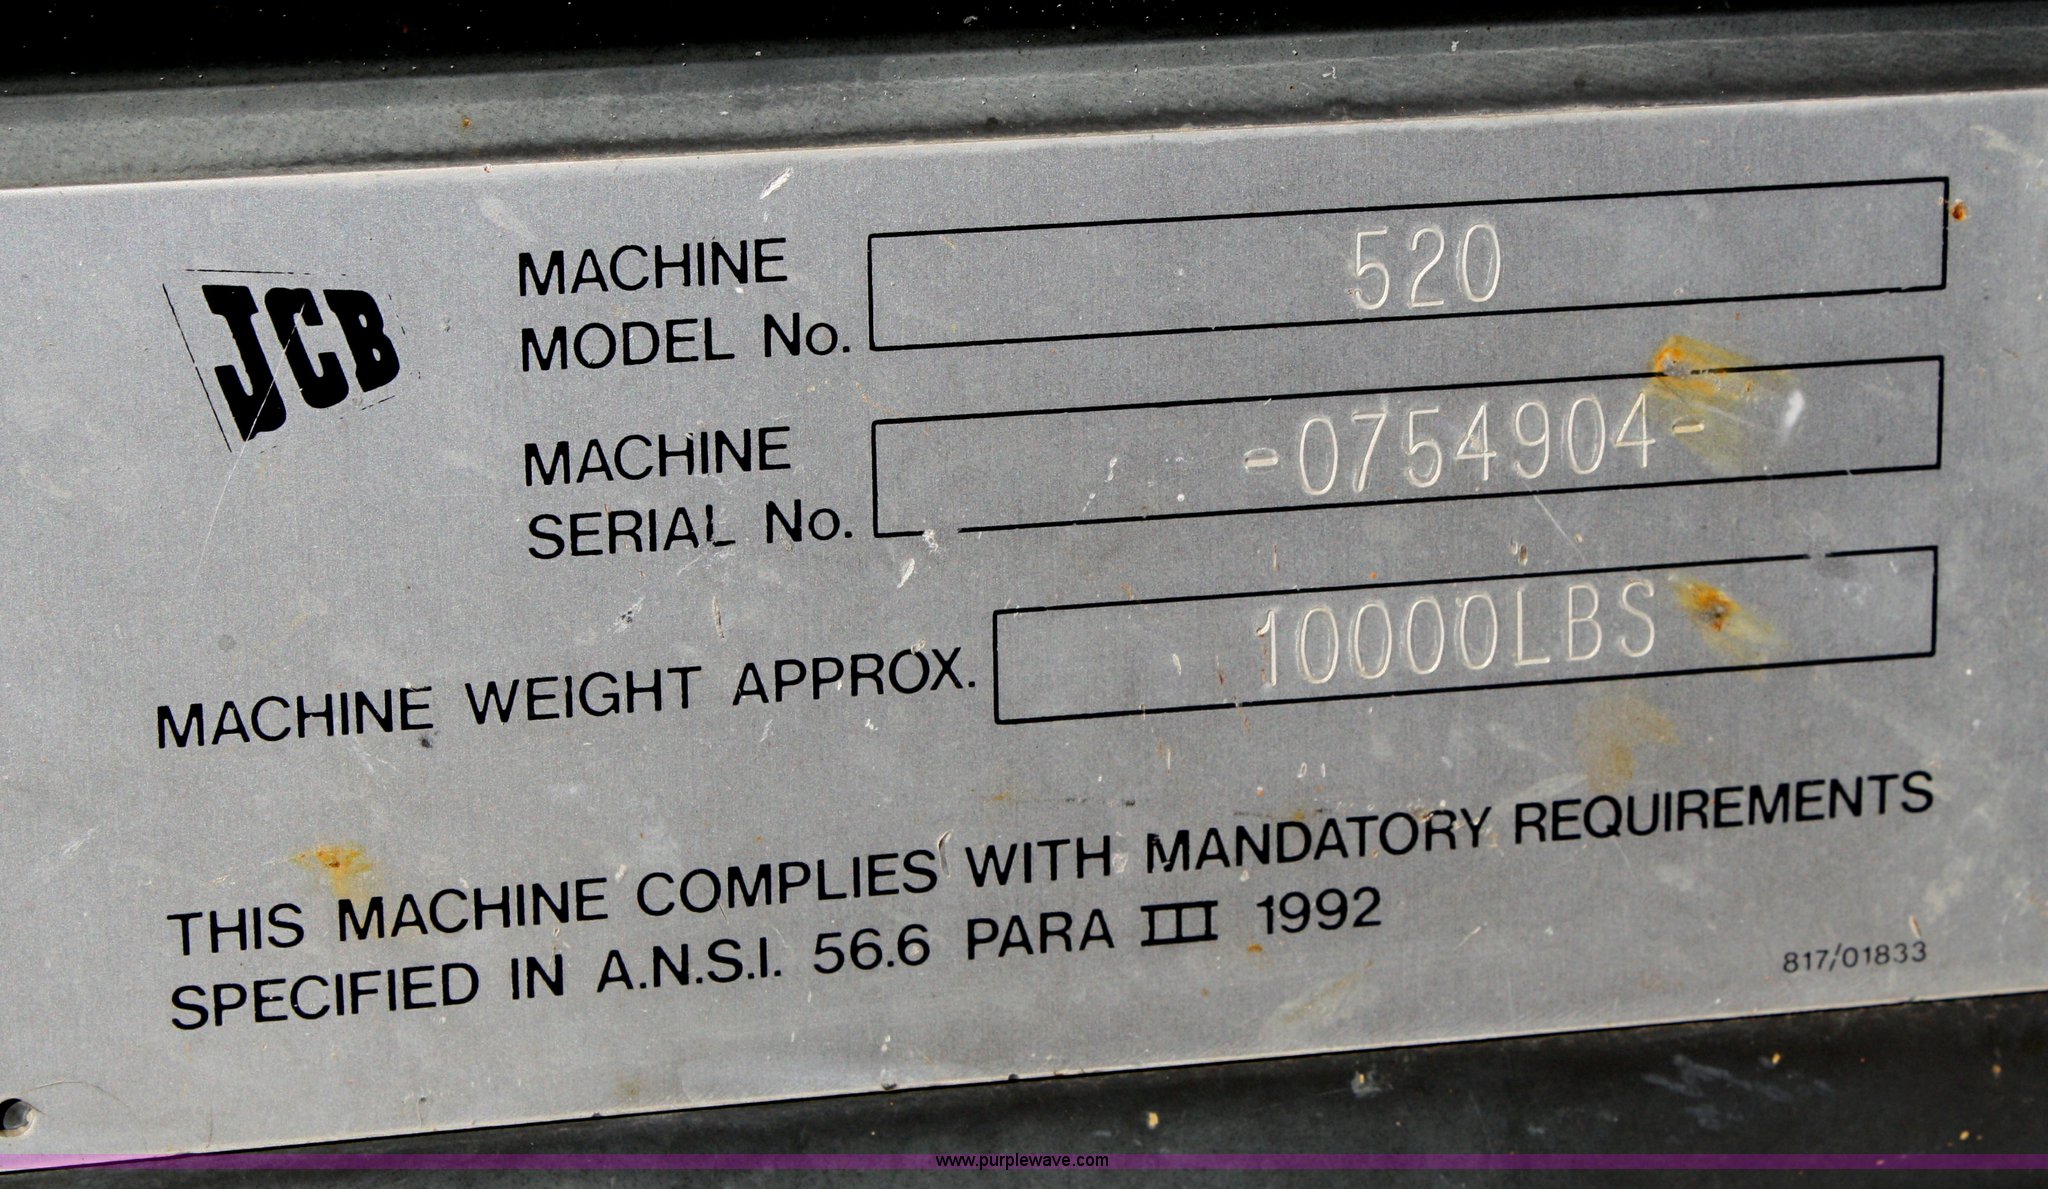 JCB
MACHINE
MODEL No.
520
MACHINE
SERIAL No.
-0754904-
MACHINE WEIGHT APPROX.
10000LBS
THIS MACHINE COMPLIES WITH MANDATORY REQUIREMENTS
SPECIFIED IN A.N.S.I. 56.6 PARA III 1992
817/01833
www.purplewave.com